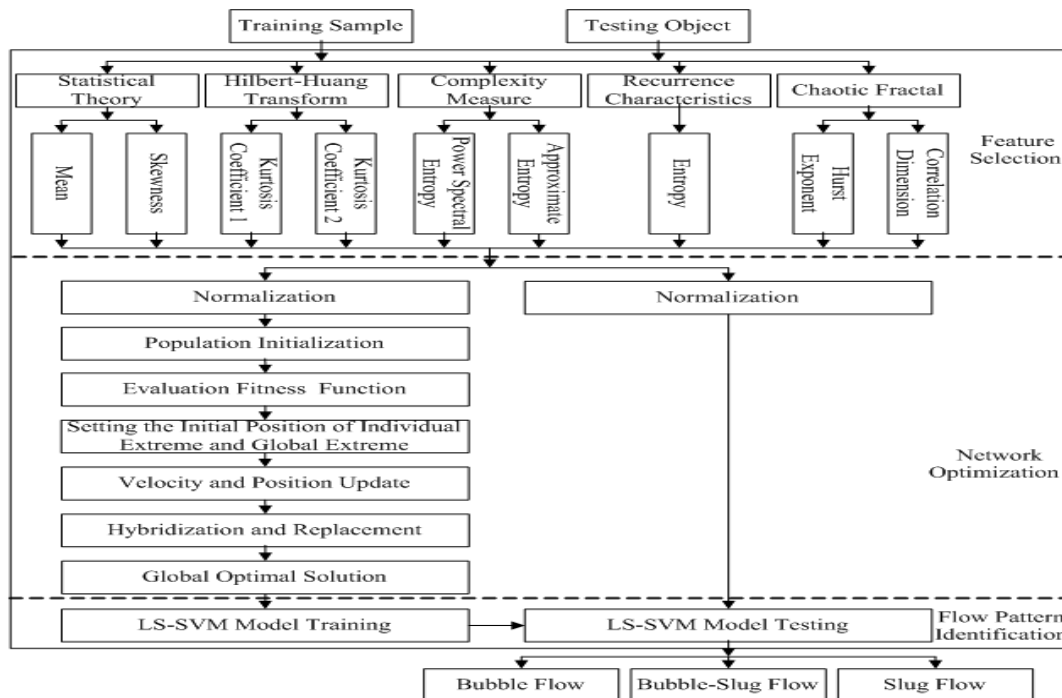 Training Sample
Testing Object
Statistical
Theory
Hilbert-Huang
Transform
Complexity
Measure
Recurrence
Characteristics
Chaotic Fractal
Mean
Skewness
Kurtosis
Coefficient 1
Kurtosis
Coefficient 2
Power Spectral
Entropy
Approximate
Entropy
Entropy
Hurst
Exponent
Correlation
Dimension
Feature
Selection
Normalization
Normalization
Population Initialization
Evaluation Fitness Function
Setting the Initial Position of Individual
Extreme and Global Extreme
Velocity and Position Update
Hybridization and Replacement
Global Optimal Solution
Network
Optimization
LS-SVM Model Training
LS-SVM Model Testing
Flow Pattern
Identification
Bubble Flow
Bubble-Slug Flow
Slug Flow